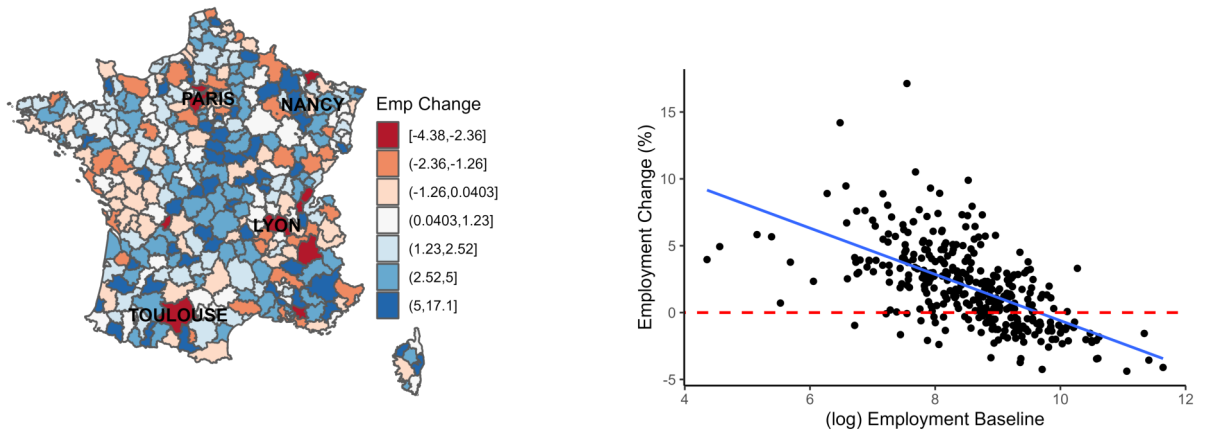 PARIS
NANCY
LYON
TOULOUSE
Emp Change
[-4.38,-2.36]
(-2.36,-1.26]
(-1.26,0.0403]
(0.0403,1.23]
(1.23,2.52]
(2.52,5]
(5,17.1]
Employment Change (%)
15
10
5
0
-5
4 6 8 10 12
(log) Employment Baseline